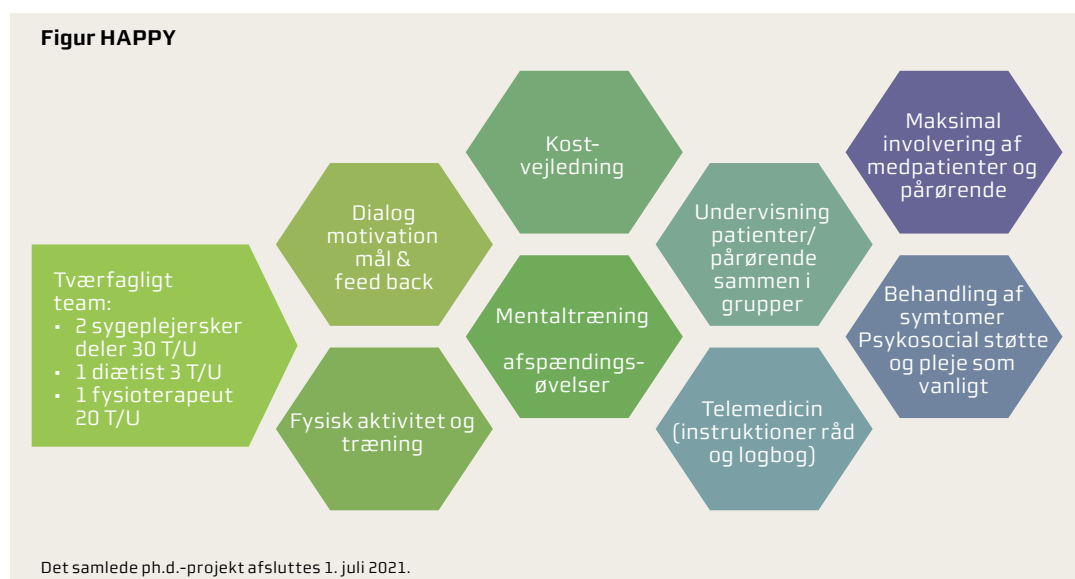 Figur HAPPY
Tværfagligt
team:
• 2 sygeplejersker
deler 30 T/U
• 1 diætist 3 T/U
• 1 fysioterapeut
20 T/U
Dialog
motivation
mål &
feed back
Fysisk aktivitet og
træning
Kost-
vejledning
Mentaltræning
afspændings-
øvelser
Undervisning
patienter/
pårørende
sammen i
grupper
Telemedicin
(instruktioner råd
og logbog)
Maksimal
involvering af
medpatienter og
pårørende
Behandling af
symtomer
Psykosocial støtte
og pleje som
vanligt
Det samlede ph.d.-projekt afsluttes 1. juli 2021.